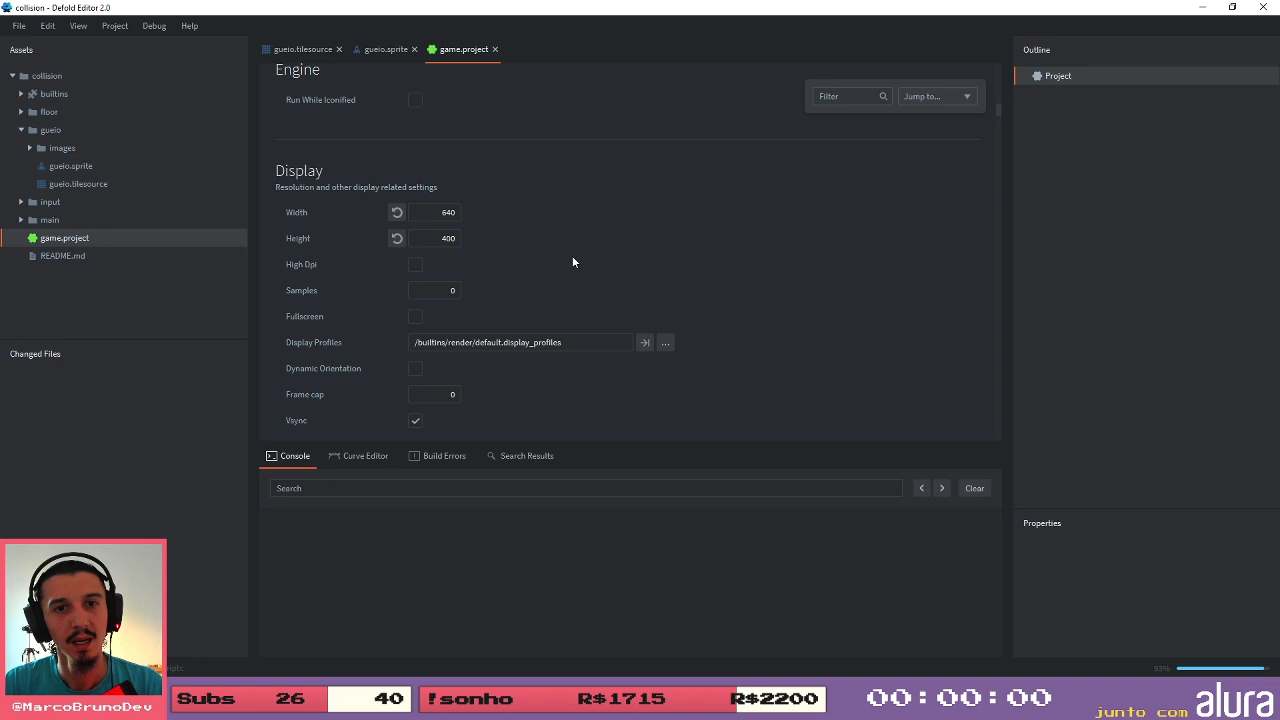 collision - Defold Editor 2.0
File Edit View Project Debug Help
Assets
collision
builtins
floor
gueio
images
gueio.sprite
gueio.tilesource
input
main
game.project
README.md
Changed Files
gueio.tilesource gueio.sprite game.project
Engine
Run While Iconified
Filter Jump to...
Display
Resolution and other display related settings
Width 640
Height 400
High Dpi
Samples 0
Fullscreen
Display Profiles /builtins/render/default.display_profiles ...
Dynamic Orientation
Frame cap 0
Vsync
Console Curve Editor Build Errors Search Results
Search Clear
Outline
Project
Properties
93%
@MarcoBrunoDev
Subs 26 40 !sonho R$1715 R$2200 00:00:00
junto com alura